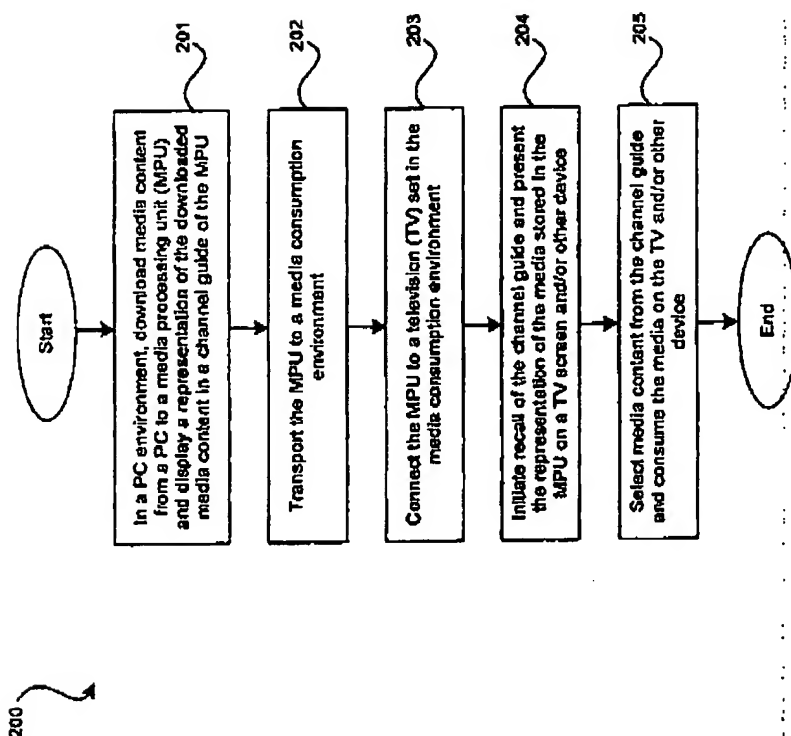 200
Start
In a PC environment, download media content
from a PC to a media processing unit (MPU)
and display a representation of the downloaded
media content in a channel guide of the MPU
201
Transport the MPU to a media consumption
environment
202
Connect the MPU to a television (TV) set in the
media consumption environment
203
Initiate recall of the channel guide and present
the representation of the media stored in the
MPU on a TV screen and/or other device
204
Select media content from the channel guide
and consume the media on the TV and/or other
device
205
End